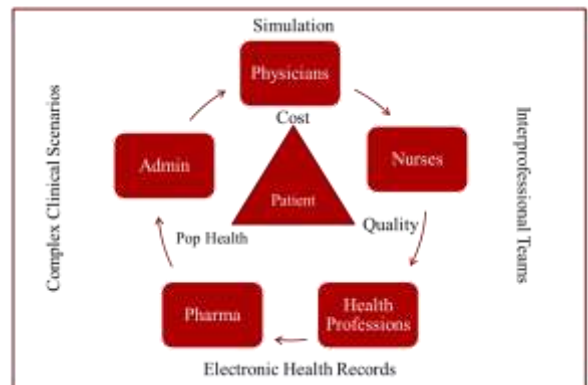 Simulation
Physicians
Complex Clinical Scenarios
Cost
Admin
Nurses
Interprofessional Teams
Patient
Pop Health
Quality
Pharma
Health
Professions
Electronic Health Records